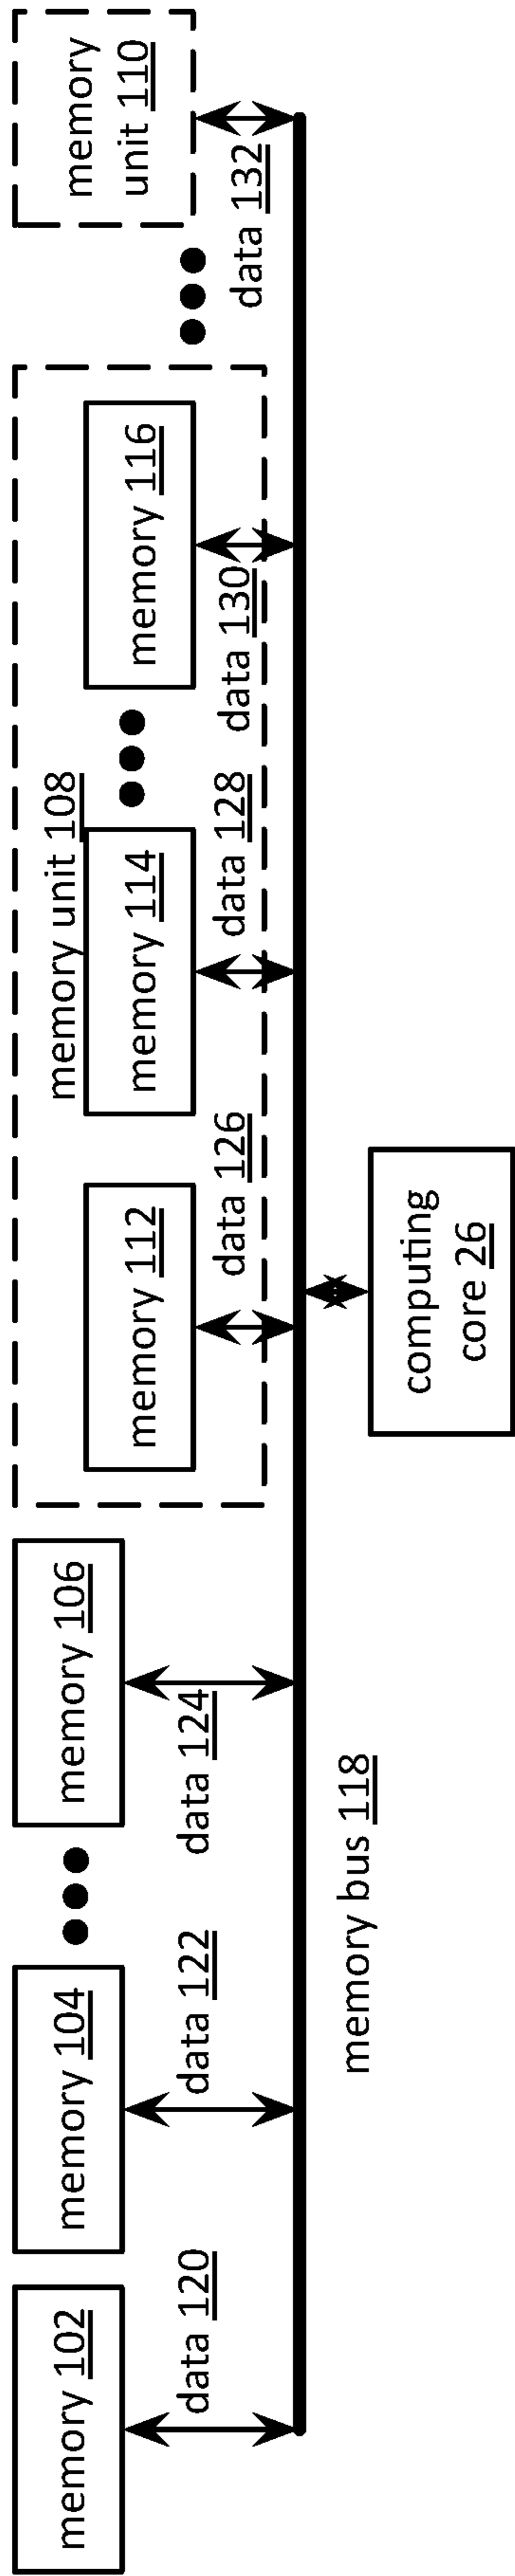 memory 102
memory 104
memory 106
memory unit 108
memory 112
memory 114
memory 116
memory
unit 110
data 120
data 122
data 124
data 126
data 128
data 130
data 132
memory bus 118
computing
core 26